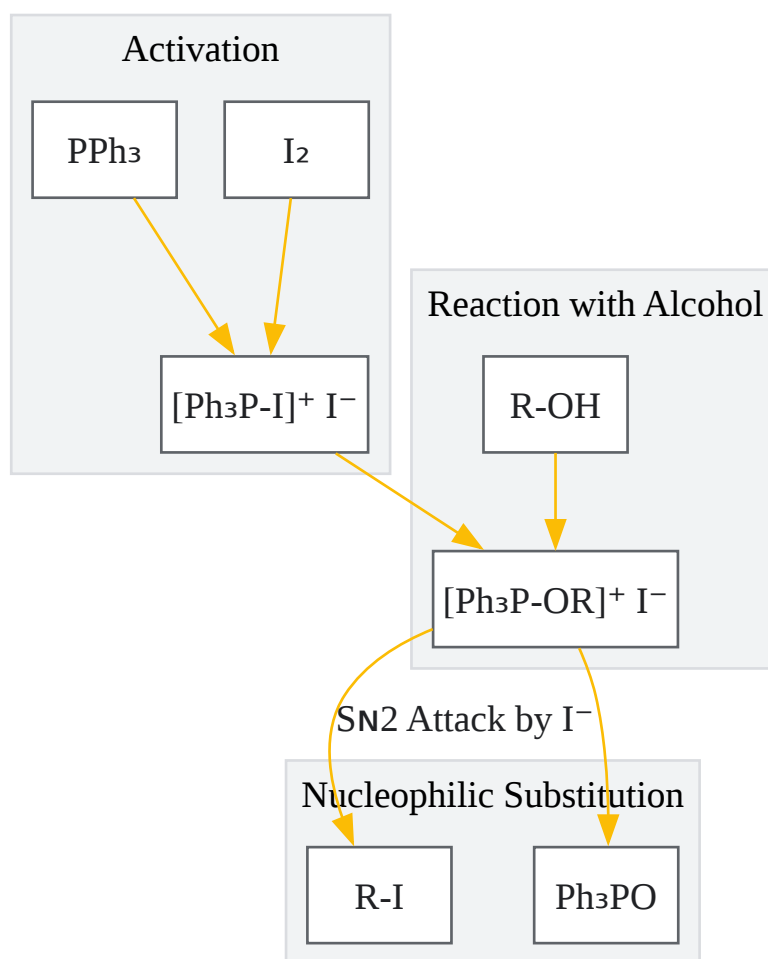 Activation
PPh₃
I₂
[Ph₃P-I]⁺ I⁻
Reaction with Alcohol
R-OH
[Ph₃P-OR]⁺ I⁻
Sɴ2 Attack by I⁻
Nucleophilic Substitution
R-I
Ph₃PO